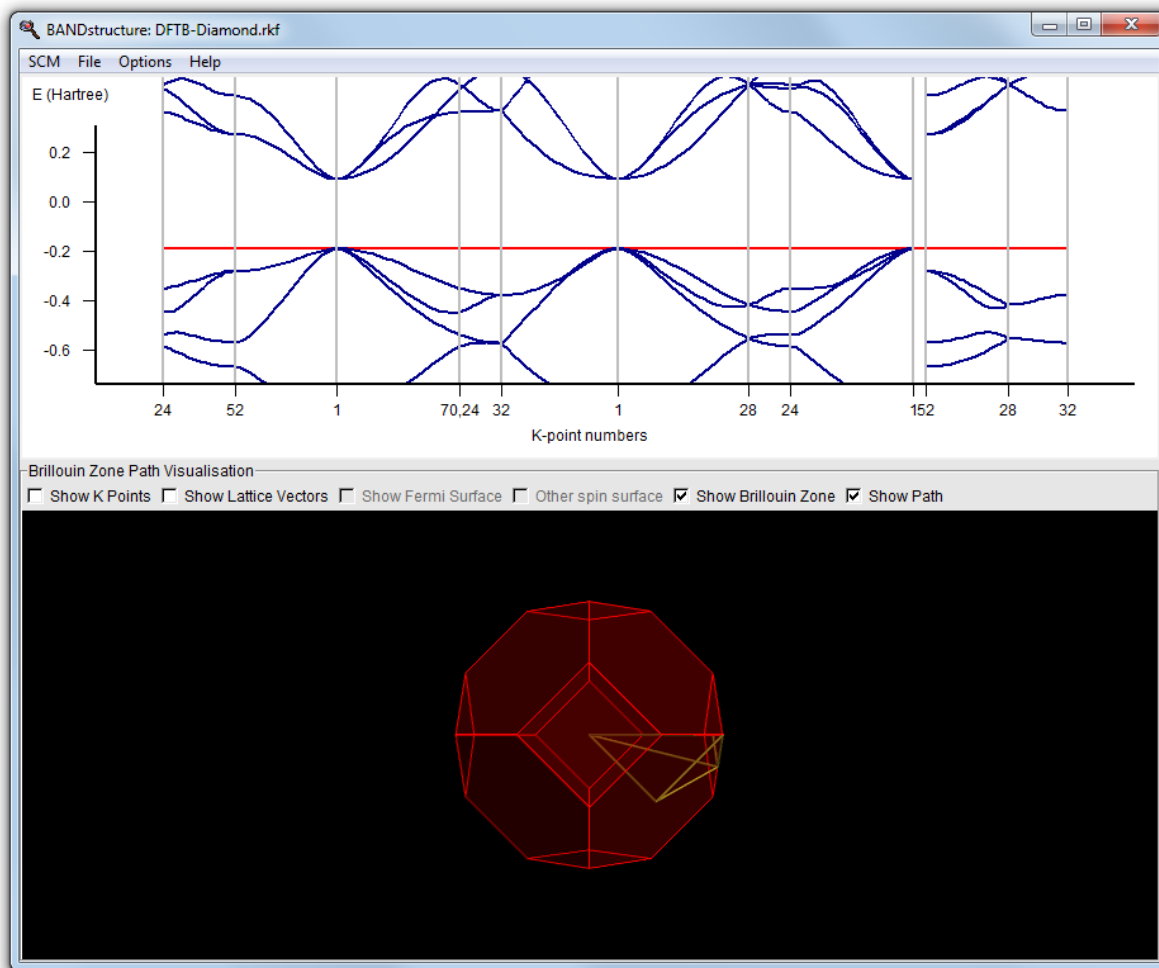 BANDstructure: DFTB-Diamond.rkf
SCM File Options Help
E (Hartree)
0.2
0.0
-0.2
-0.4
-0.6
24 52 1 70,24 32 1 28 24 152 28 32
K-point numbers
Brillouin Zone Path Visualisation
Show K Points Show Lattice Vectors Show Fermi Surface Other spin surface Show Brillouin Zone Show Path